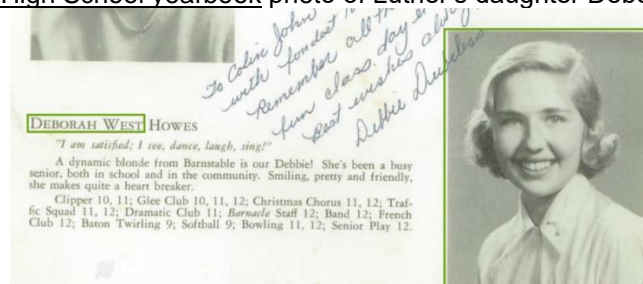 High School yearbook photo of Luther's daughter Debo
To Colin John
with fondest
Remember all th
fun class day
Best wishes always
Debbie
DEBORAH WEST HOWES
"I am satisfied; I see, dance, laugh, sing!"
A dynamic blonde from Barnstable is our Debbie! She's been a busy
senior, both in school and in the community. Smiling, pretty and friendly,
she makes quite a heart breaker.
Clipper 10, 11; Glee Club 10, 11, 12; Christmas Chorus 11, 12; Traf-
fic Squad 11, 12; Dramatic Club 11; Barnacle Staff 12; Band 12; French
Club 12; Baton Twirling 9; Softball 9; Bowling 11, 12; Senior Play 12.